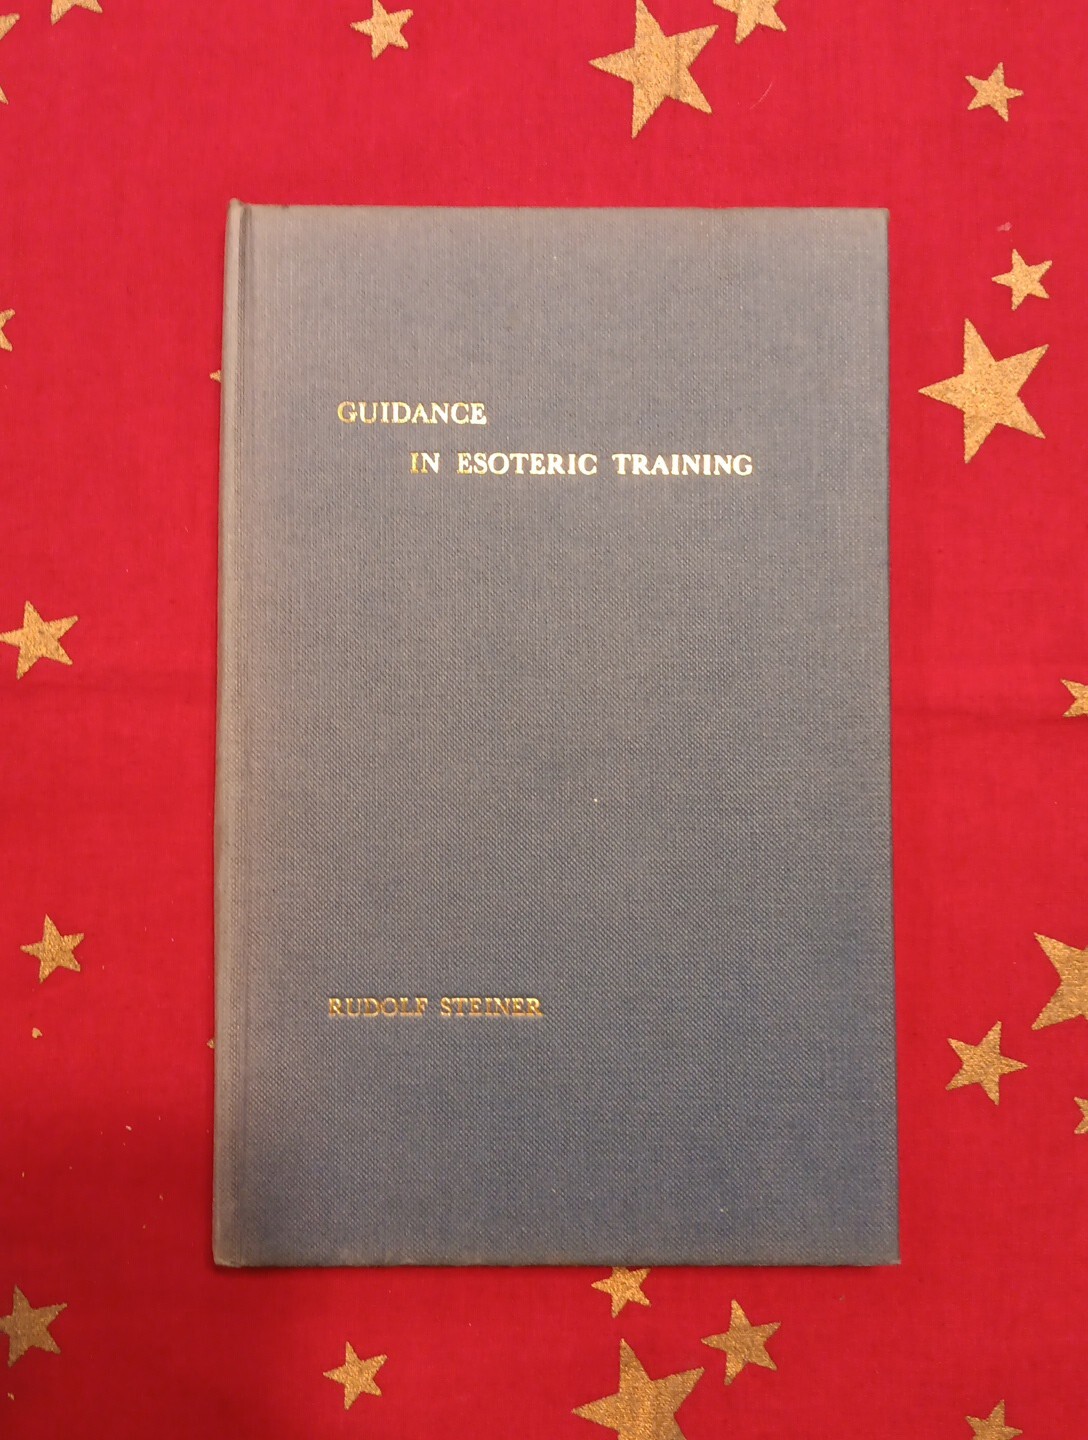 GUIDANCE
IN ESOTERIC TRAINING
RUDOLF STEINER